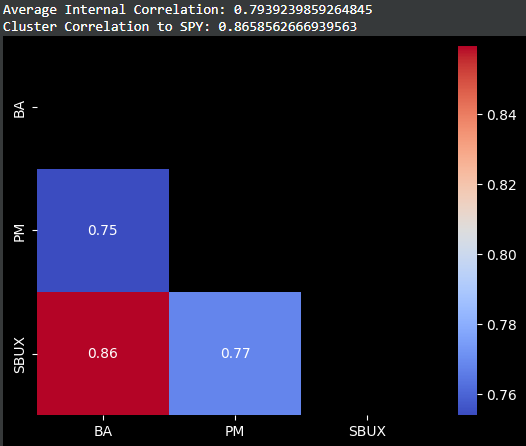 Average Internal Correlation: 0.7939239859264845
Cluster Correlation to SPY: 0.8658562666939563
BA
PM
SBUX
0.75
0.86
0.77
BA
PM
SBUX
0.84
0.82
0.80
0.78
0.76